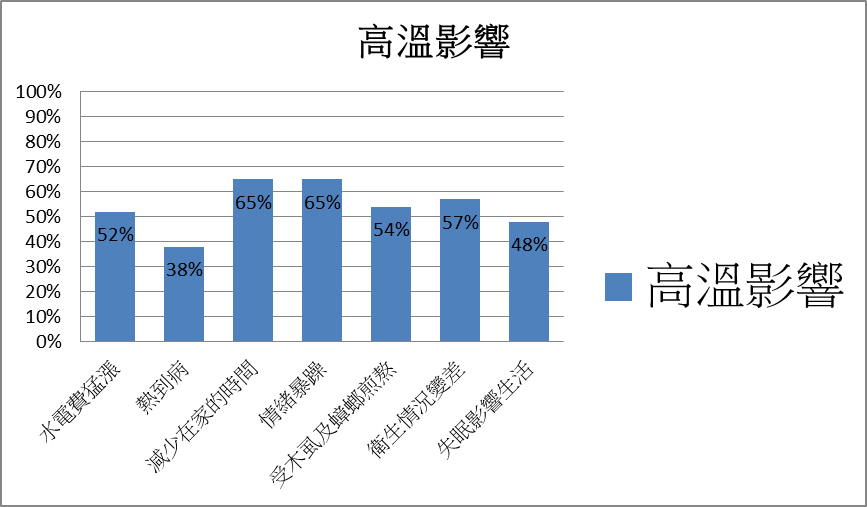 高溫影響
100%
90%
80%
70%
60%
50%
40%
30%
20%
10%
0%
52%
38%
65%
65%
54%
57%
48%
水電費猛漲
熱到病
減少在家的時間
情緒暴躁
受木虱及蟑螂煎熬
衛生情況變差
失眠影響生活
高溫影響